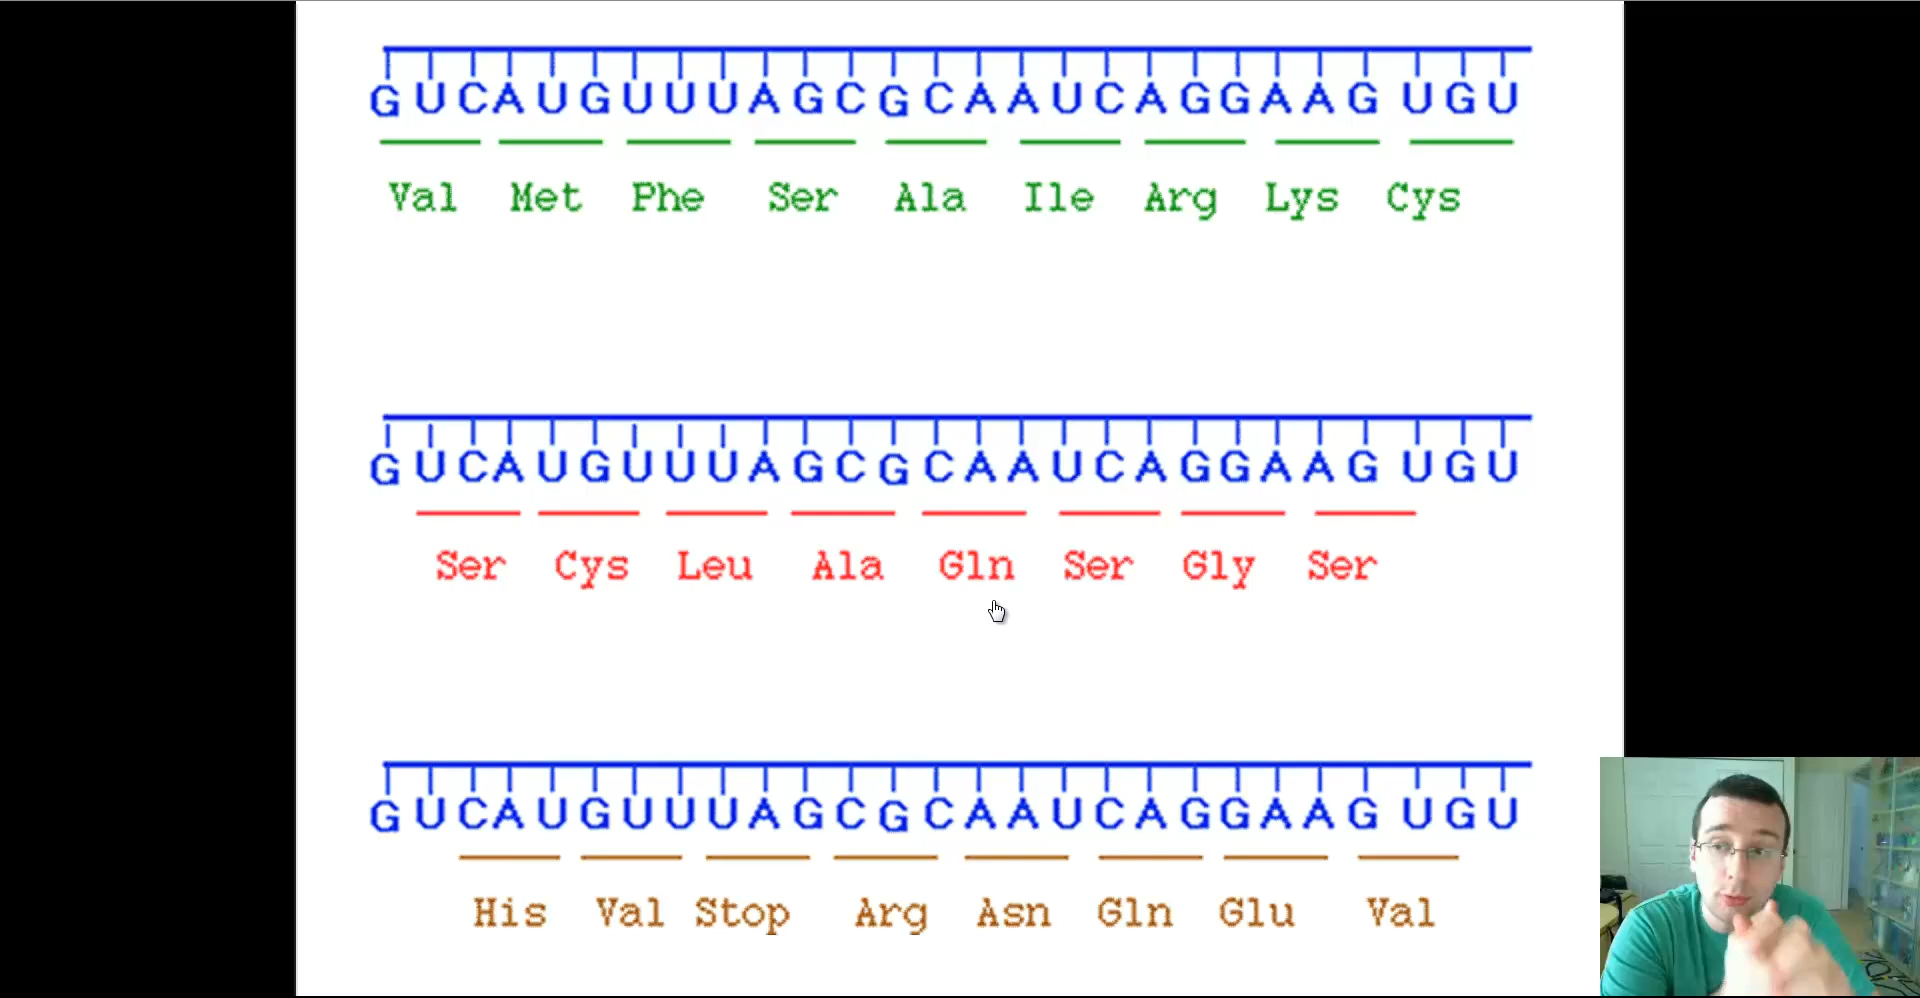 GUCAUGUUUAGCGCAAUCAGGAAGUGU
Val Met Phe Ser Ala Ile Arg Lys Cys
GUCAUGUUUAGCGCAAUCAGGAAGUGU
Ser Cys Leu Ala Gln Ser Gly Ser
GUCAUGUUUAGCGCAAUCAGGAAGUGU
His Val Stop Arg Asn Gln Glu Val